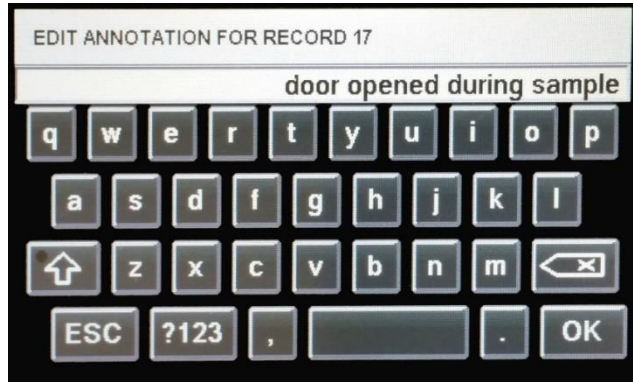 EDIT ANNOTATION FOR RECORD 17
door opened during sample
q w e r t y u i o p
a s d f g h j k l
z x c v b n m
ESC ?123 , . OK